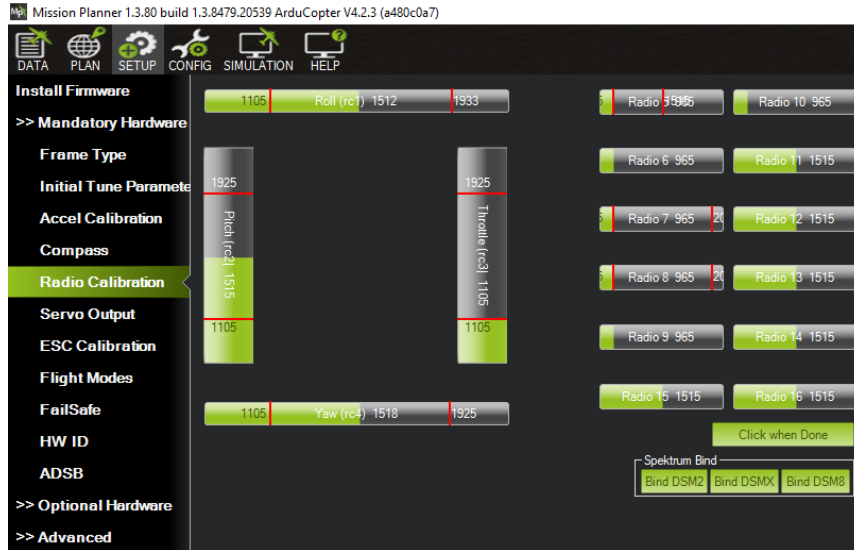 Mission Planner 1.3.80 build 1.3.8479.20539 ArduCopter V4.2.3 (a480c0a7)
DATA PLAN SETUP CONFIG SIMULATION HELP
Install Firmware
>> Mandatory Hardware
Frame Type
Initial Tune Paramete
Accel Calibration
Compass
Radio Calibration
Servo Output
ESC Calibration
Flight Modes
FailSafe
HW ID
ADSB
>> Optional Hardware
>> Advanced
1105 Roll (rc1) 1512 1933
1925
Pitch (rc2) 1515
1105
1925
Throttle (rc3) 1105
1105
1105 Yaw (rc4) 1518 1925
Radio 965
Radio 10 965
Radio 6 965
Radio 11 1515
Radio 7 965 20
Radio 12 1515
Radio 8 965 20
Radio 13 1515
Radio 9 965
Radio 14 1515
Radio 15 1515
Radio 16 1515
Click when Done
Spektrum Bind
Bind DSM2 Bind DSMX Bind DSM8